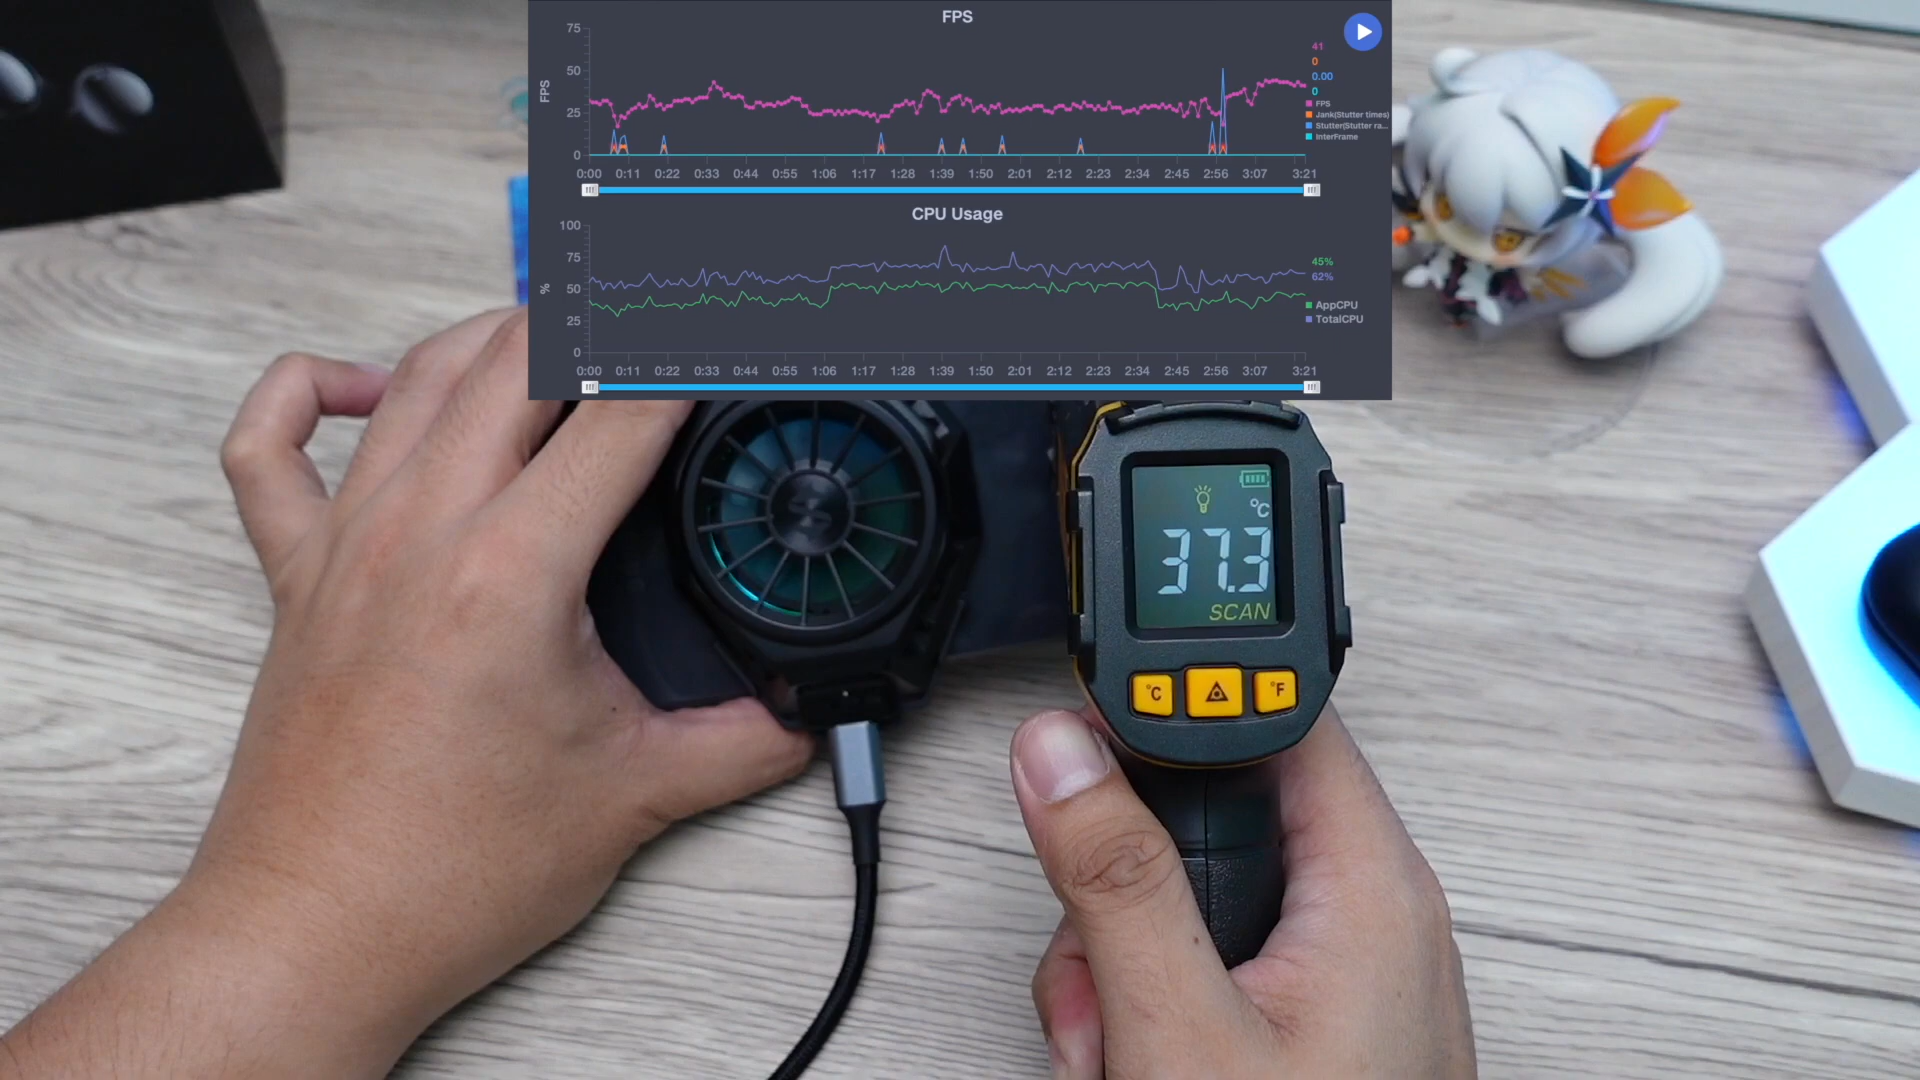 FPS
75
50
25
0
FPS
41
0
0.00
0
FPS
Jank(Stutter times)
Stutter(Stutter ra...
InterFrame
0:00 0:11 0:22 0:33 0:44 0:55 1:06 1:17 1:28 1:39 1:50 2:01 2:12 2:23 2:34 2:45 2:56 3:07 3:21
CPU Usage
100
75
50
25
0
%
45%
62%
AppCPU
TotalCPU
0:00 0:11 0:22 0:33 0:44 0:55 1:06 1:17 1:28 1:39 1:50 2:01 2:12 2:23 2:34 2:45 2:56 3:07 3:21
°C
37.3
SCAN
°C °F